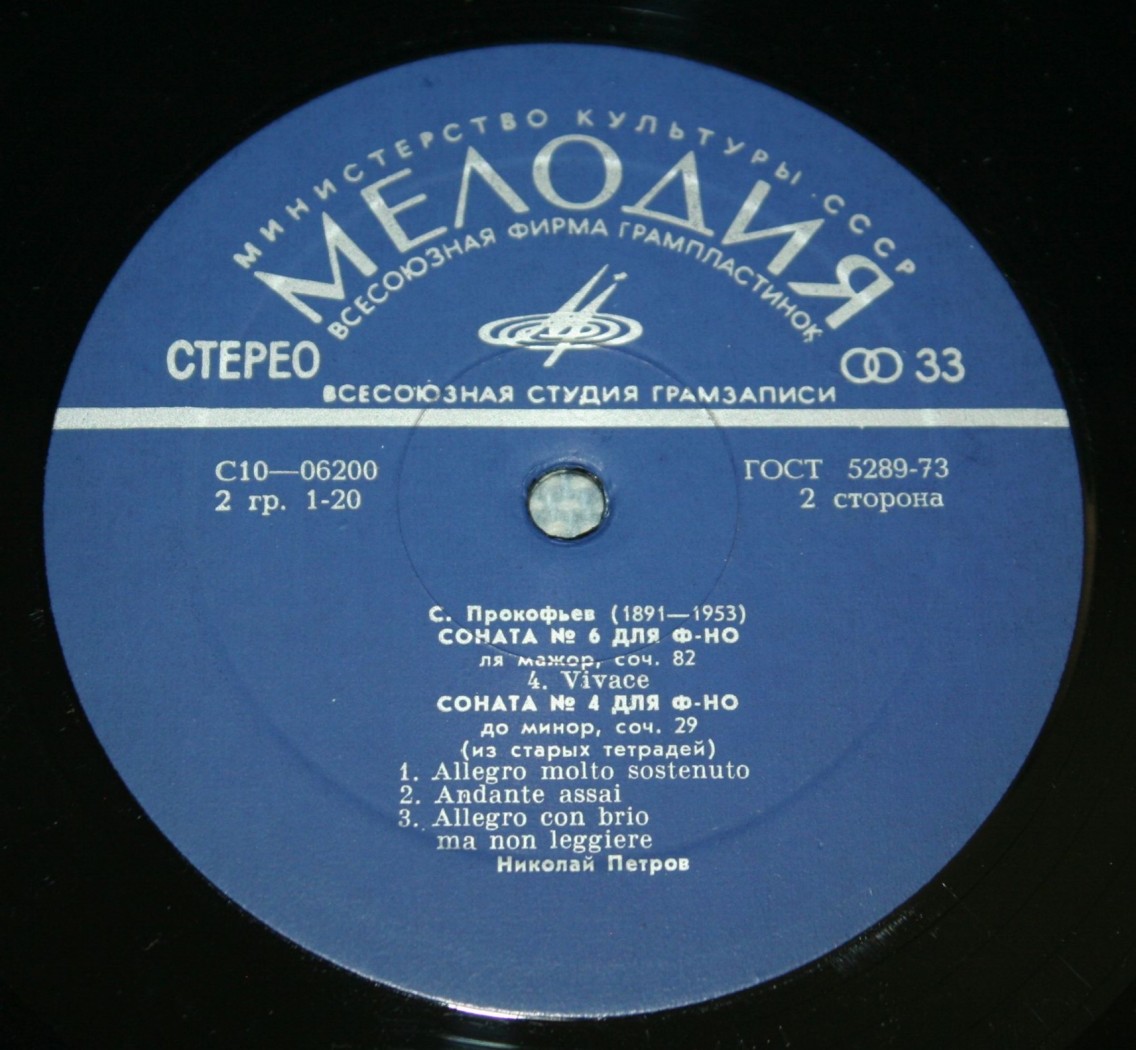 МИНИСТЕРСТВО КУЛЬТУРЫ СССР
МЕЛОДИЯ
ВСЕСОЮЗНАЯ ФИРМА ГРАМПЛАСТИНОК
СТЕРЕО
33
ВСЕСОЮЗНАЯ СТУДИЯ ГРАМЗАПИСИ
С10—06200
ГОСТ 5289-73
2 гр. 1-20
2 сторона
С. Прокофьев (1891—1953)
СОНАТА № 6 ДЛЯ Ф-НО
ля мажор, соч. 82
4. Vivace
СОНАТА № 4 ДЛЯ Ф-НО
до минор, соч. 29
(из старых тетрадей)
1. Allegro molto sostenuto
2. Andante assai
3. Allegro con brio
ma non leggiere
Николай Петров